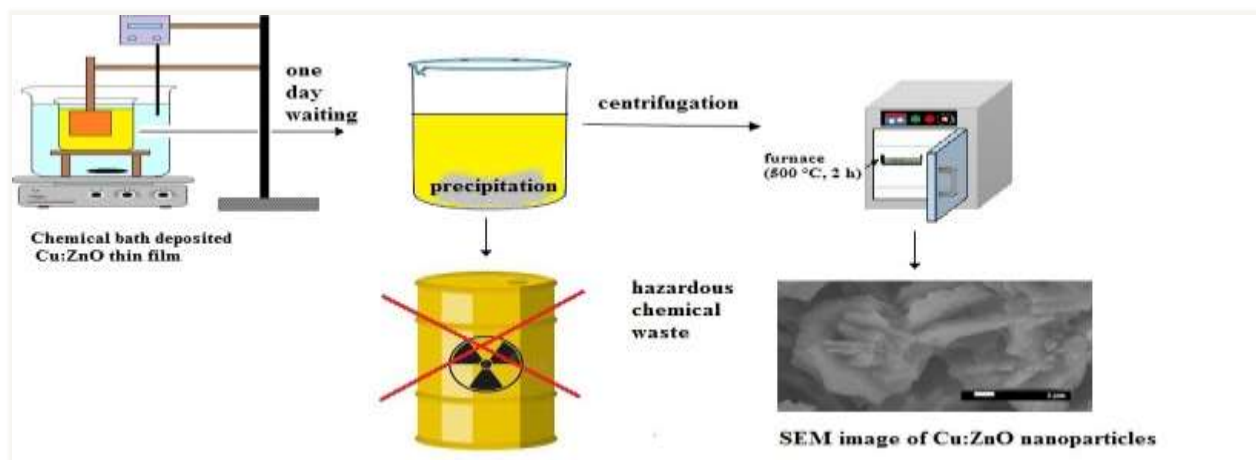 one
day
waiting
Chemical bath deposited
Cu:ZnO thin film
precipitation
centrifugation
furnace
(500 °C, 2 h)
hazardous
chemical
waste
SEM image of Cu:ZnO nanoparticles